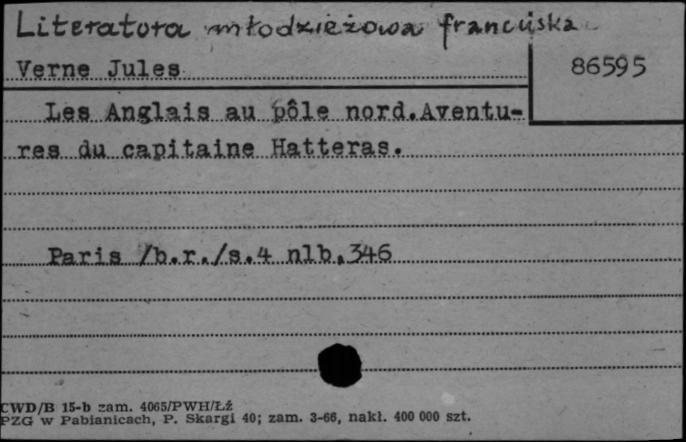 Literatura młodzieżowa francuska
Verne Jules
86595
Les Anglais au pôle nord.Aventu-
res du capitaine Hatteras.
Paris /b.r./s.4 nlb,346
CWD/B 15-b zam. 4065/PWH/Łź
PZG w Pabianicach, P. Skargi 40; zam. 3-66, nakł. 400 000 szt.